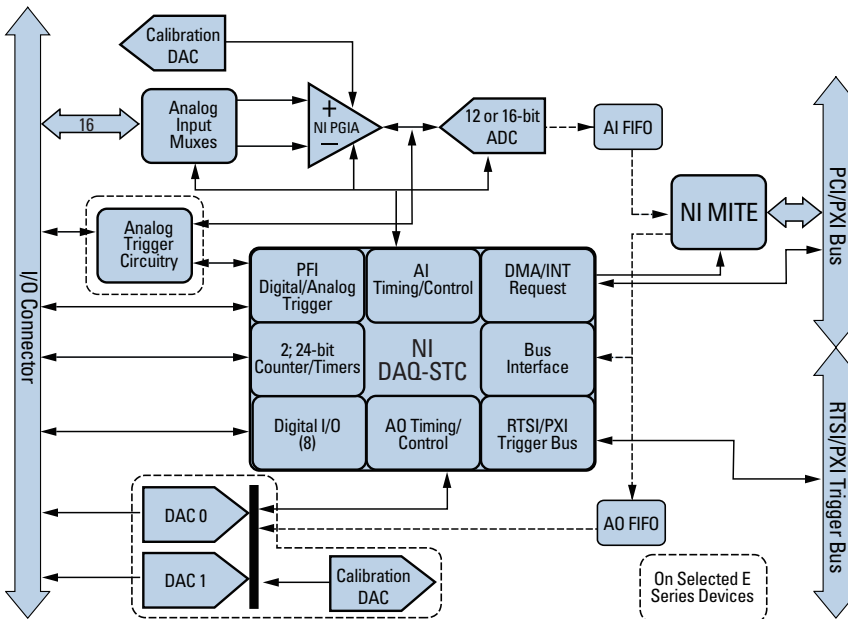 Calibration
DAC
16
Analog
Input
Muxes
+
NI PGIA
−
12 or 16-bit
ADC
AI FIFO
NI MITE
PCI/PXI Bus
I/O Connector
Analog
Trigger
Circuitry
PFI
Digital/Analog
Trigger
AI
Timing/Control
DMA/INT
Request
2; 24-bit
Counter/Timers
NI
DAQ-STC
Bus
Interface
Digital I/O
(8)
AO Timing/
Control
RTSI/PXI
Trigger Bus
RTSI/PXI Trigger Bus
DAC 0
AO FIFO
DAC 1
Calibration
DAC
On Selected E
Series Devices